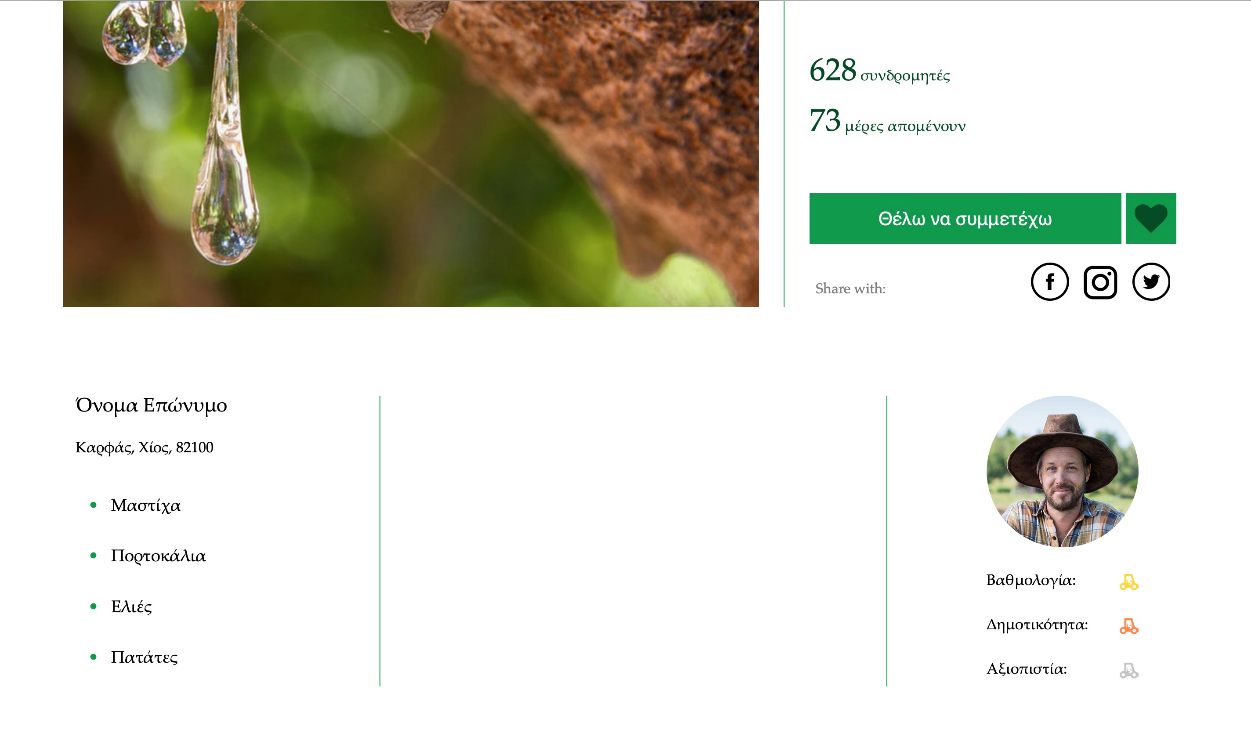 628 συνδρομητές
73 μέρες απομένουν
Θέλω να συμμετέχω
Share with:
Όνομα Επώνυμο
Καρφάς, Χίος, 82100
Μαστίχα
Πορτοκάλια
Ελιές
Πατάτες
Βαθμολογία:
Δημοτικότητα:
Αξιοπιστία: